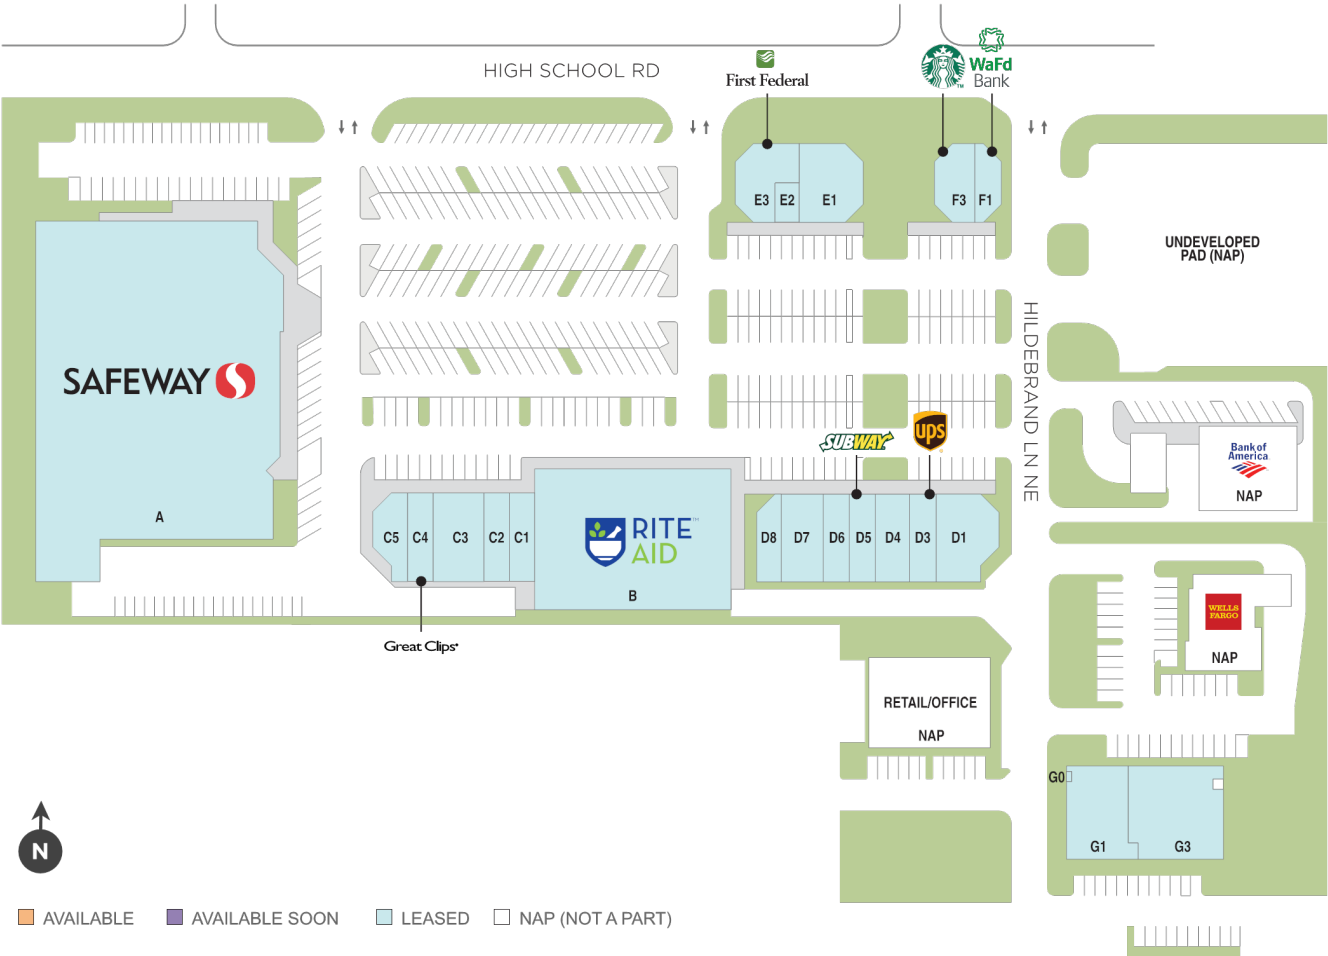 HIGH SCHOOL RD
First Federal
WaFd
Bank
E3
E2
E1
F3
F1
UNDEVELOPED
PAD (NAP)
HILDEBRAND LN NE
SAFEWAY
A
SUBWAY
ups
Bank of
America
NAP
C5
C4
C3
C2
C1
RITE
AID
B
D8
D7
D6
D5
D4
D3
D1
Great Clips
WELLS
FARGO
NAP
RETAIL/OFFICE
NAP
G0
G1
G3
N
AVAILABLE
AVAILABLE SOON
LEASED
NAP (NOT A PART)